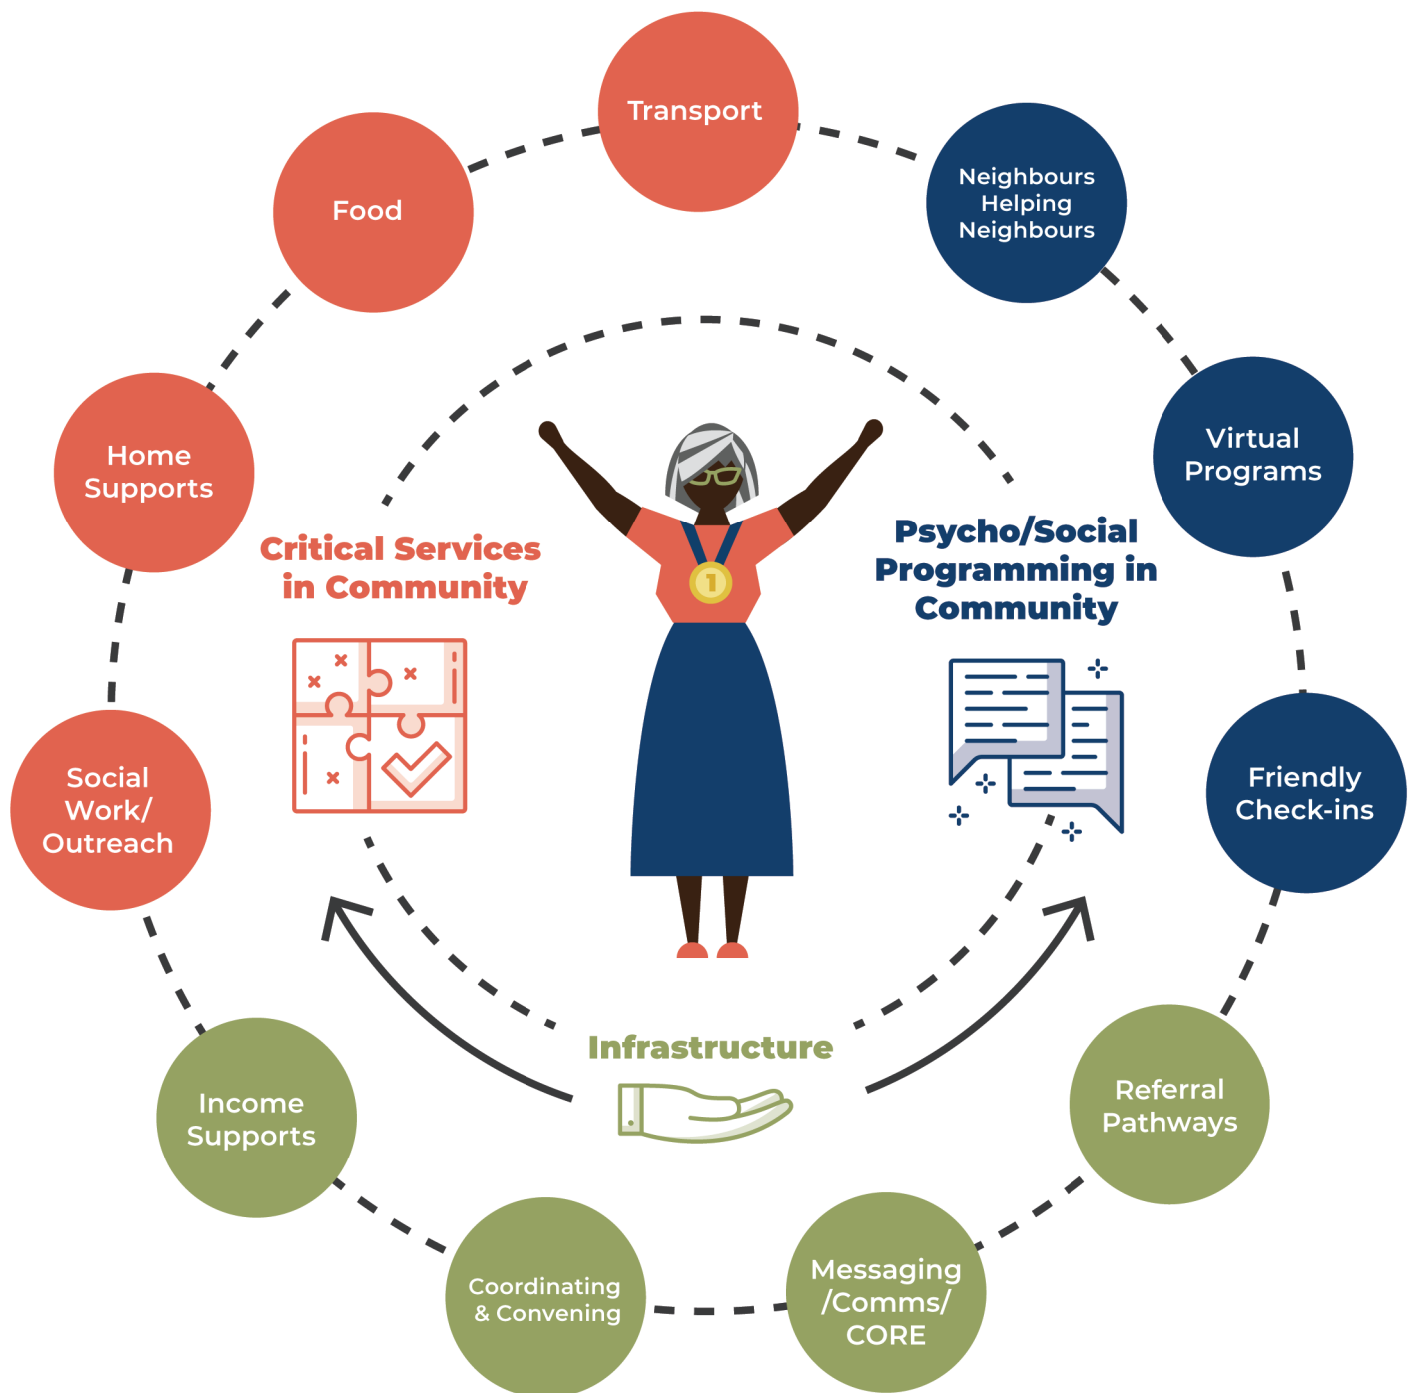 Transport
Neighbours
Helping
Neighbours
Food
Virtual
Programs
Home
Supports
Critical Services
in Community
Psycho/Social
Programming in
Community
1
Social
Work/
Outreach
Friendly
Check-ins
Infrastructure
Income
Supports
Referral
Pathways
Coordinating
& Convening
Messaging
/Comms/
CORE